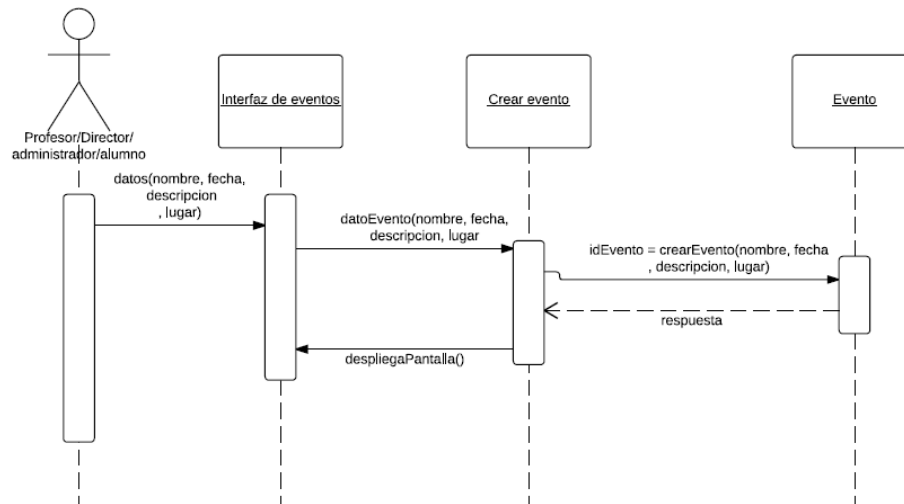 Interfaz de eventos
Crear evento
Evento
Profesor/Director/
administrador/alumno
datos(nombre, fecha,
descripcion
, lugar)
datoEvento(nombre, fecha,
descripcion, lugar
idEvento = crearEvento(nombre, fecha
, descripcion, lugar)
respuesta
despliegaPantalla()